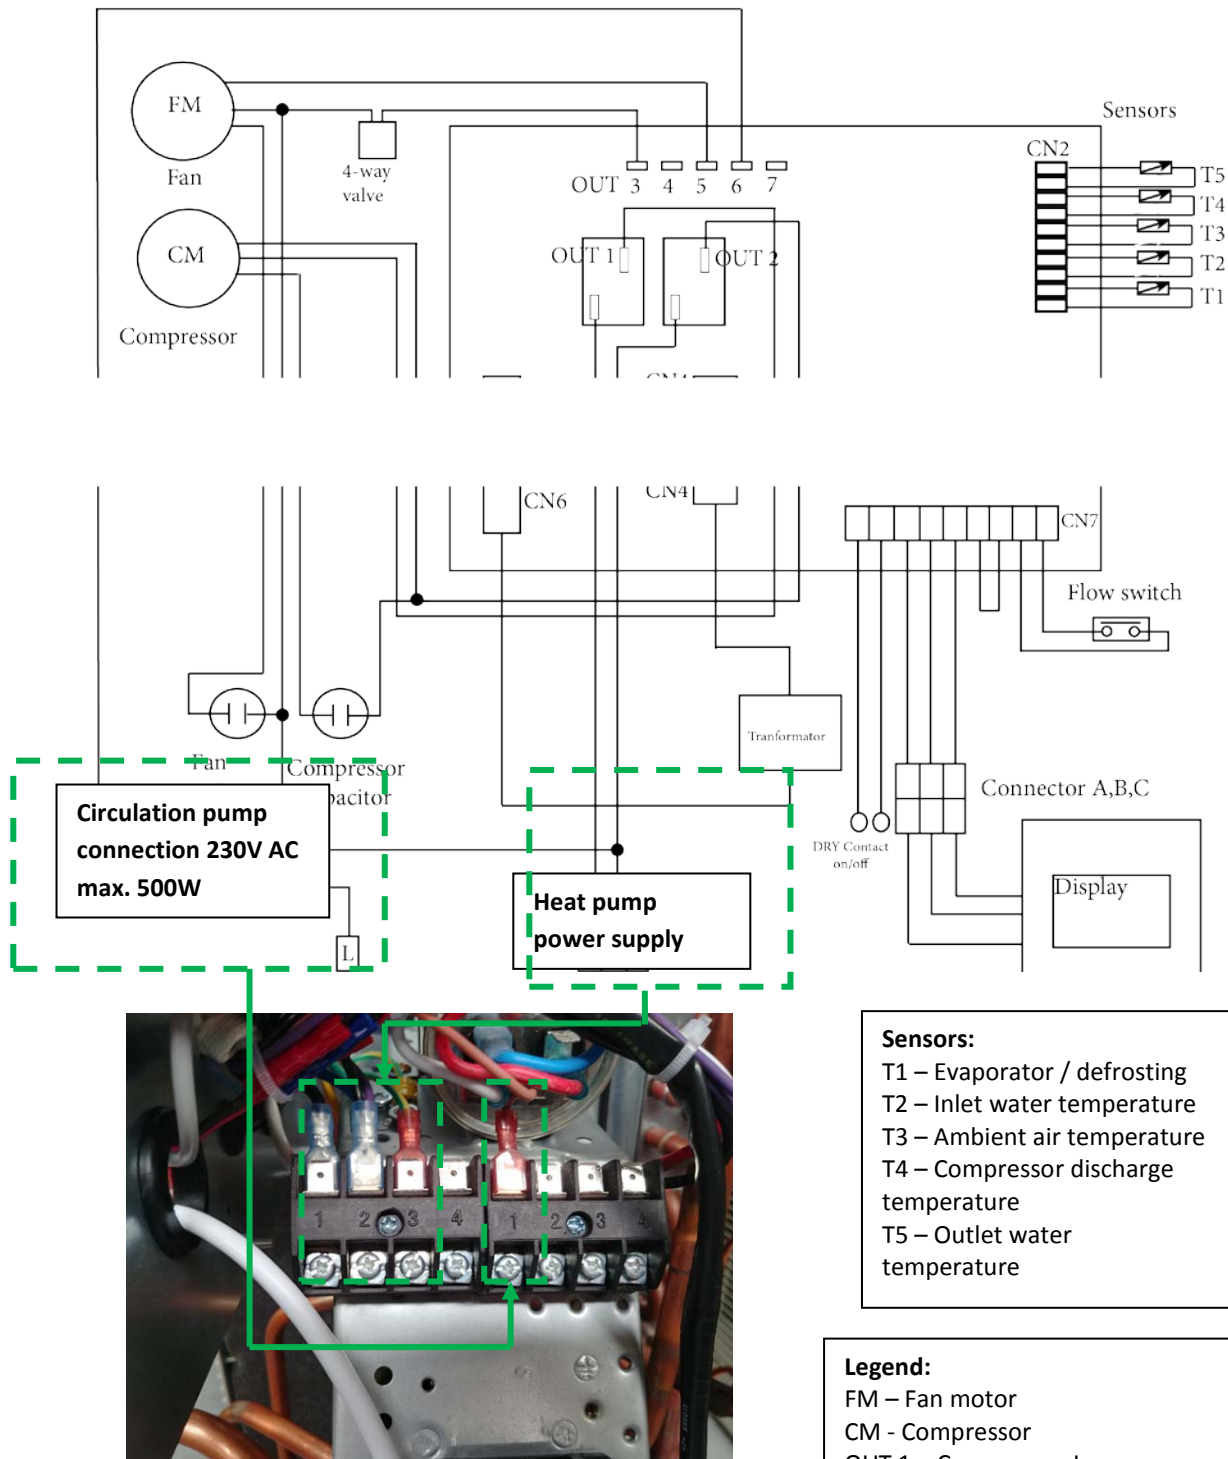 FM
Fan
4-way
valve
CM
Compressor
OUT 3 4 5 6 7
OUT 1
OUT 2
Sensors
CN2
T5
T4
T3
T2
T1
CN4
CN6
CN4
CN7
Flow switch
Tranformator
Fan
Compressor
pacitor
Connector A,B,C
DRY Contact
on/off
Display
Circulation pump
connection 230V AC
max. 500W
L
Heat pump
power supply
1 2 3 4 1 2 3 4
Sensors:
T1 – Evaporator / defrosting
T2 – Inlet water temperature
T3 – Ambient air temperature
T4 – Compressor discharge
temperature
T5 – Outlet water
temperature
Legend:
FM – Fan motor
CM - Compressor